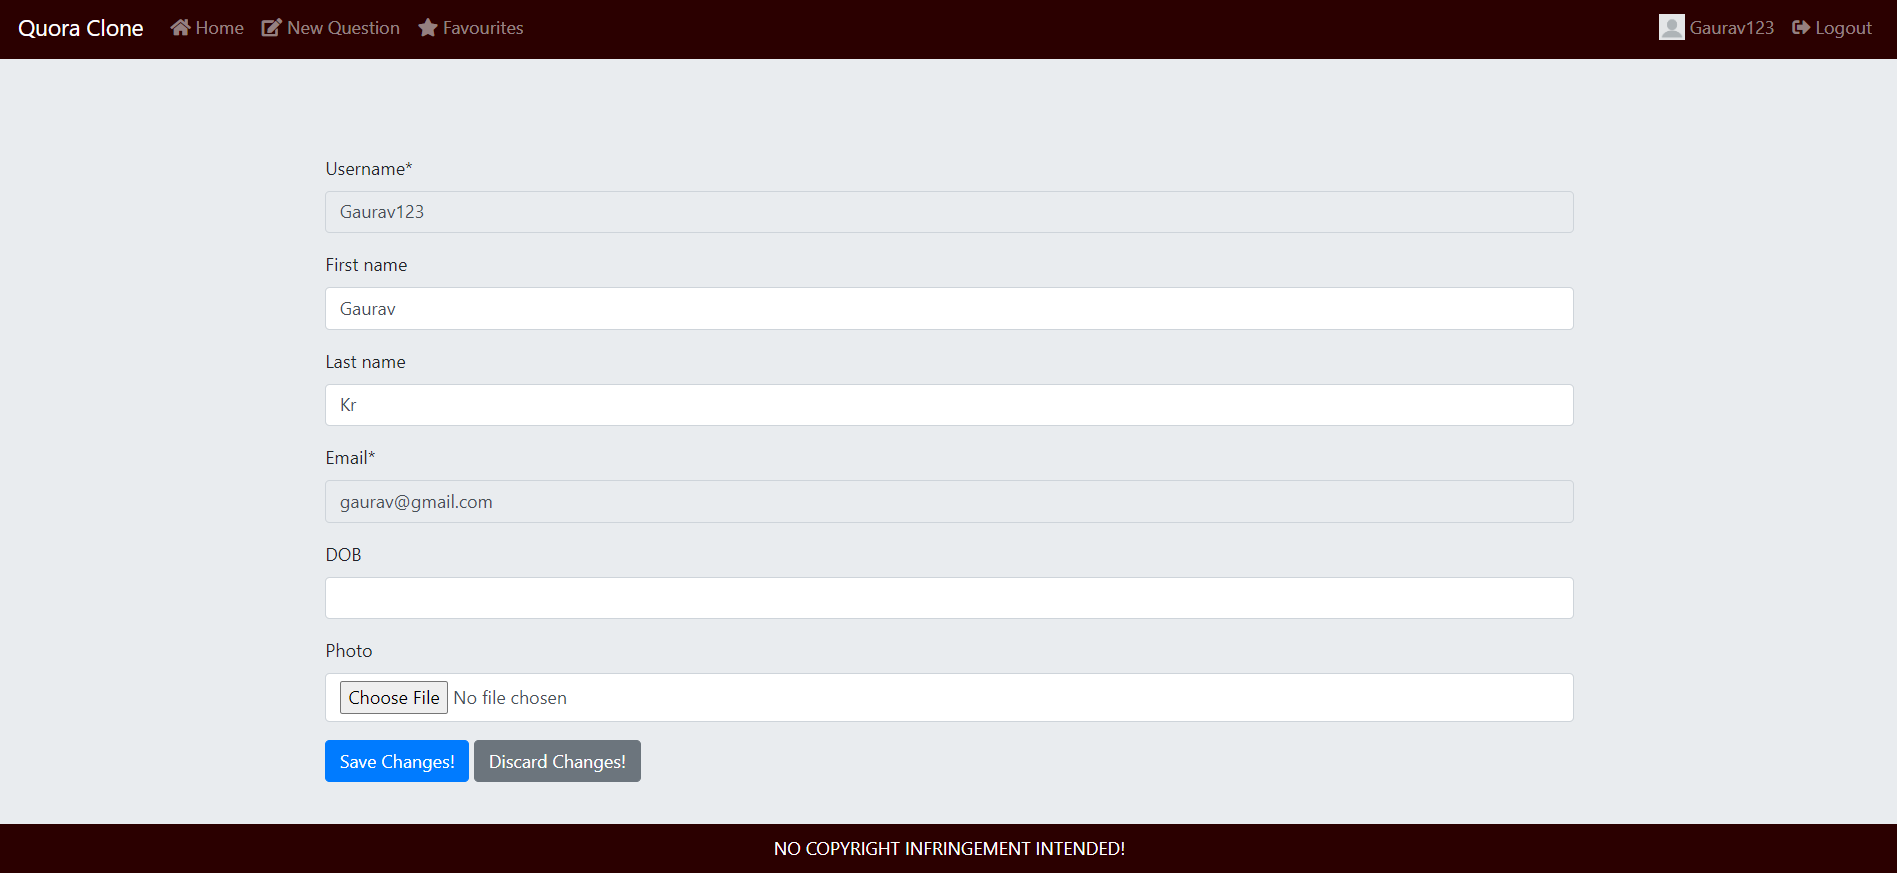 Quora Clone Home New Question Favourites Gaurav123 Logout
Username*
Gaurav123
First name
Gaurav
Last name
Kr
Email*
gaurav@gmail.com
DOB
Photo
Choose File No file chosen
Save Changes! Discard Changes!
NO COPYRIGHT INFRINGEMENT INTENDED!